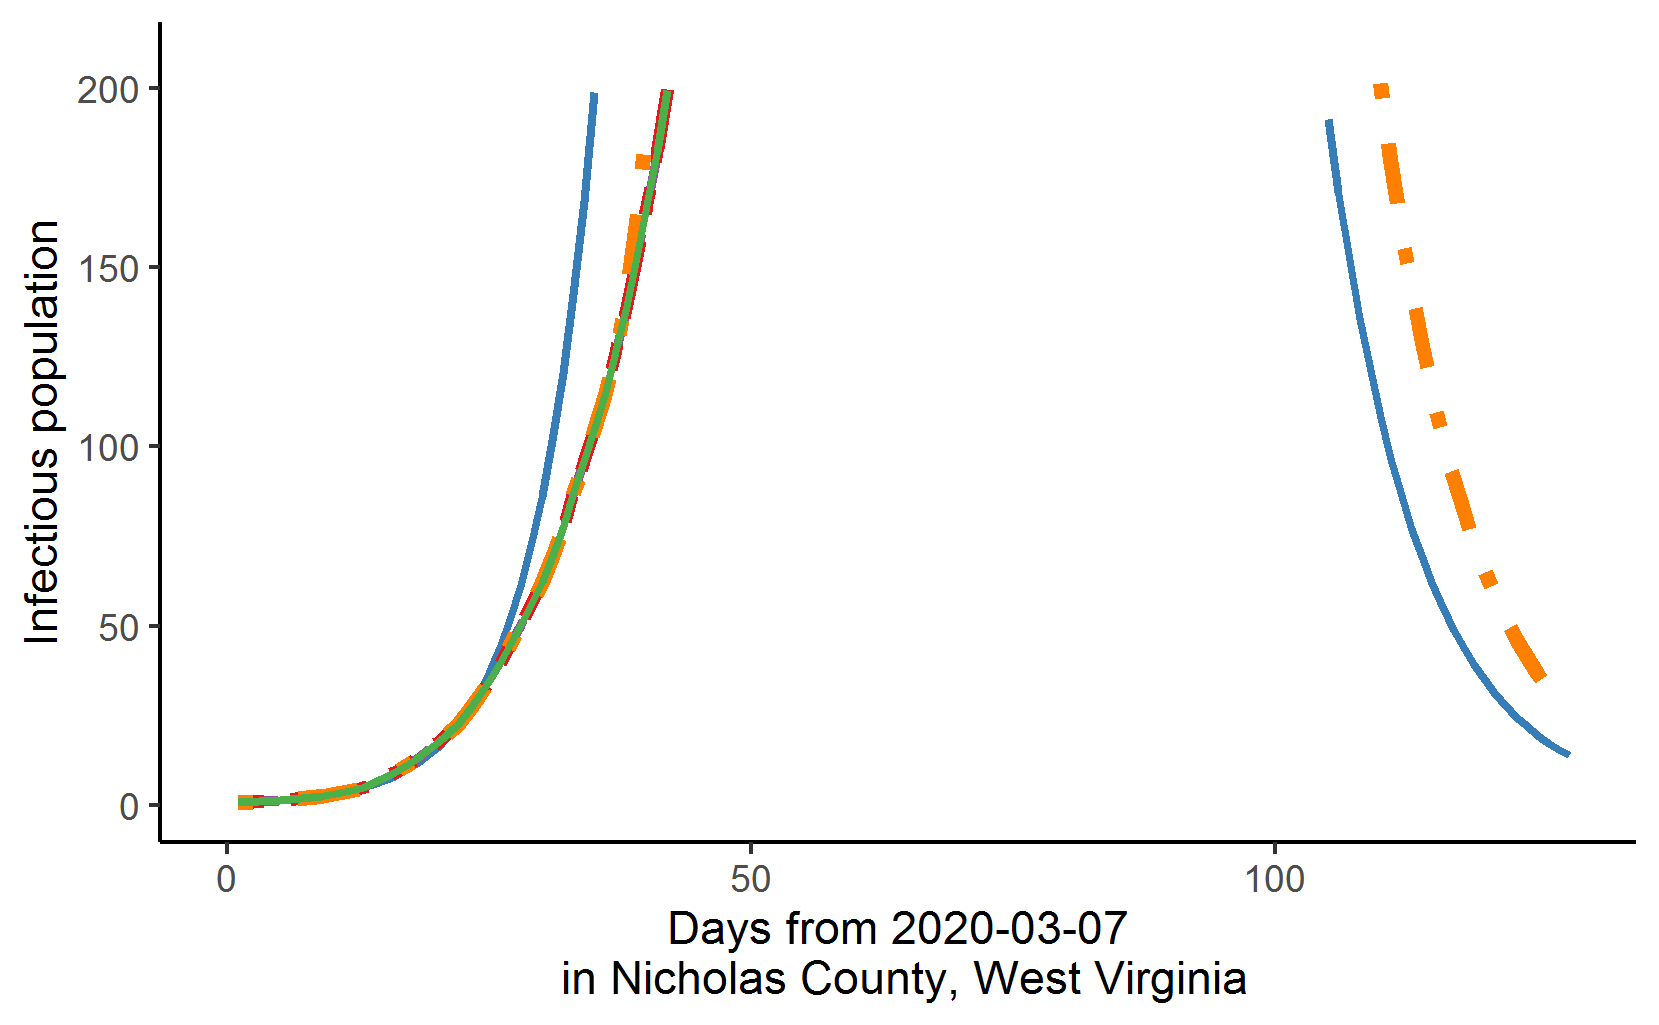 Infectious population
200
150
100
50
0
0 50 100
Days from 2020-03-07
in Nicholas County, West Virginia